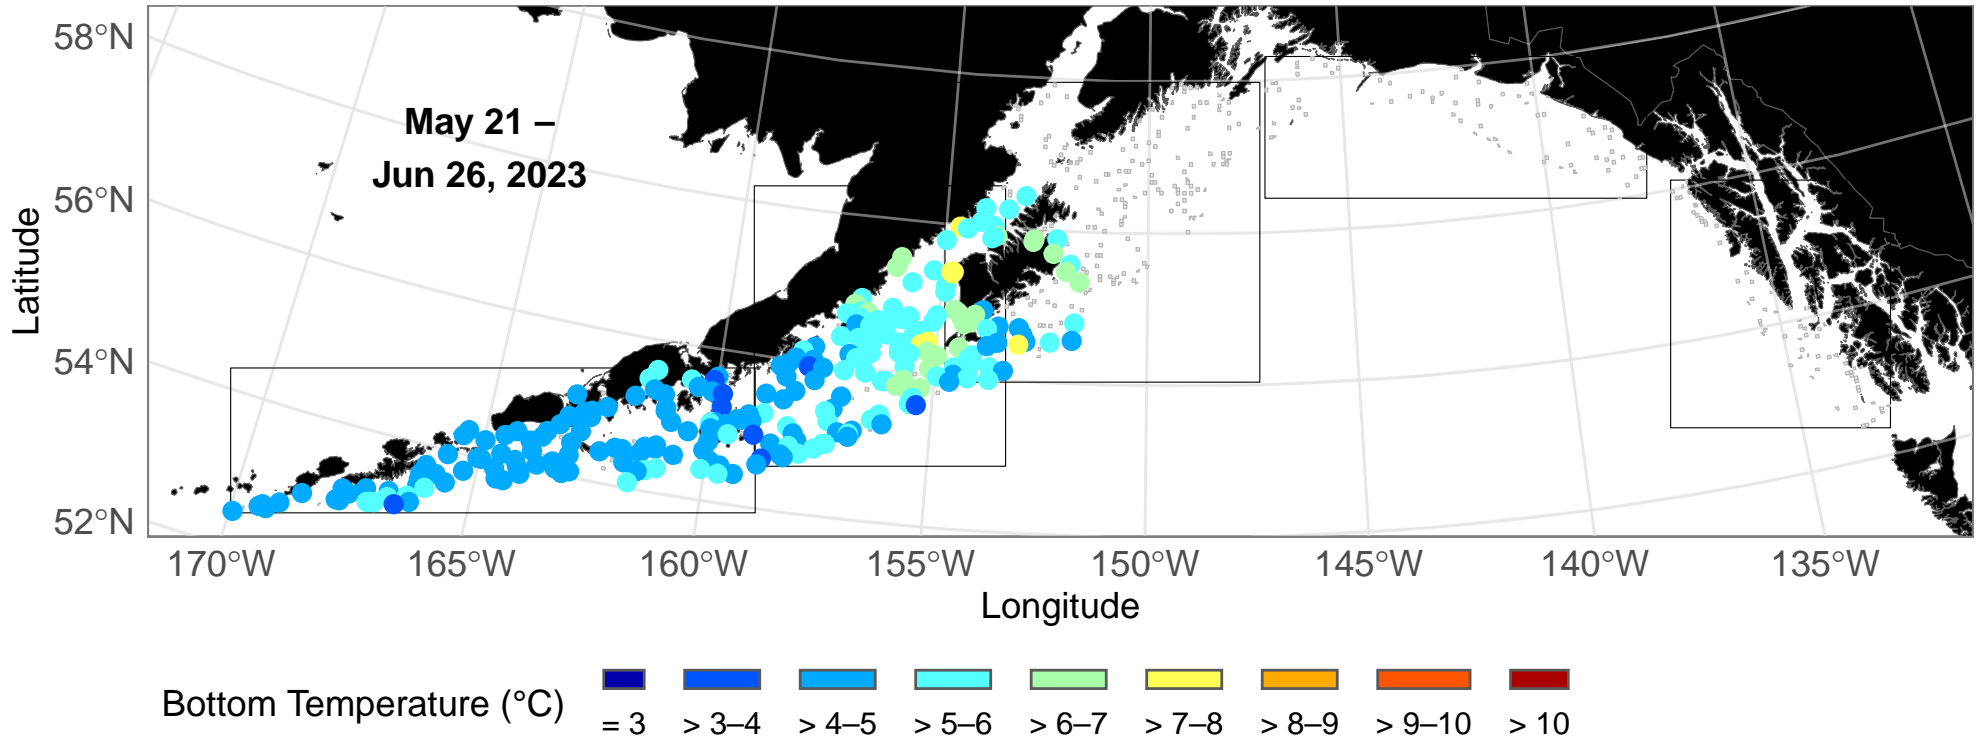 58°N
56°N
54°N
52°N
Latitude
May 21 –
Jun 26, 2023
170°W 165°W 160°W 155°W 150°W 145°W 140°W 135°W
Longitude
Bottom Temperature (°C)
= 3 > 3–4 > 4–5 > 5–6 > 6–7 > 7–8 > 8–9 > 9–10 > 10